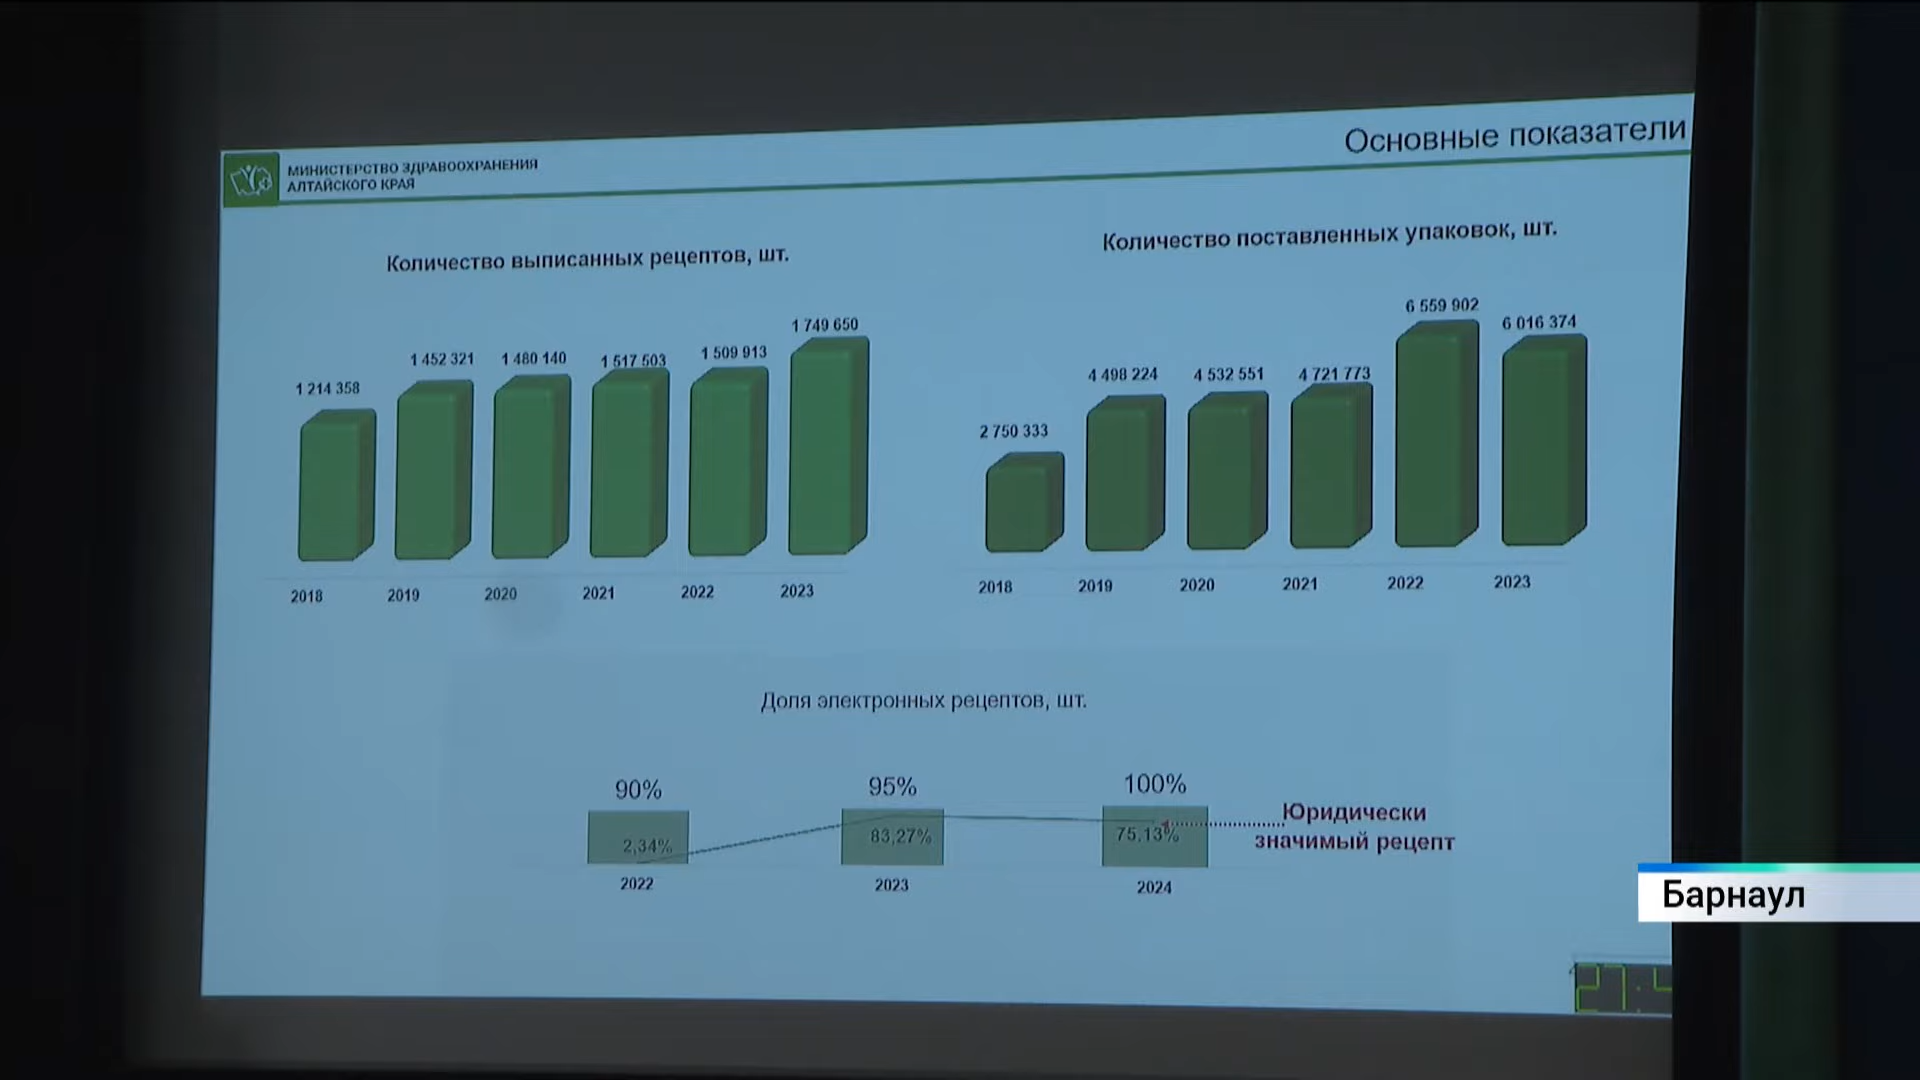 МИНИСТЕРСТВО ЗДРАВООХРАНЕНИЯ
АЛТАЙСКОГО КРАЯ
Основные показатели
Количество выписанных рецептов, шт.
1 214 358
1 452 321
1 480 140
1 517 503
1 509 913
1 749 650
2018
2019
2020
2021
2022
2023
Количество поставленных упаковок, шт.
2 750 333
4 498 224
4 532 551
4 721 773
6 559 902
6 016 374
2018
2019
2020
2021
2022
2023
Доля электронных рецептов, шт.
90%
95%
100%
2,34%
83,27%
75,13%
2022
2023
2024
Юридически
значимый рецепт
Барнаул